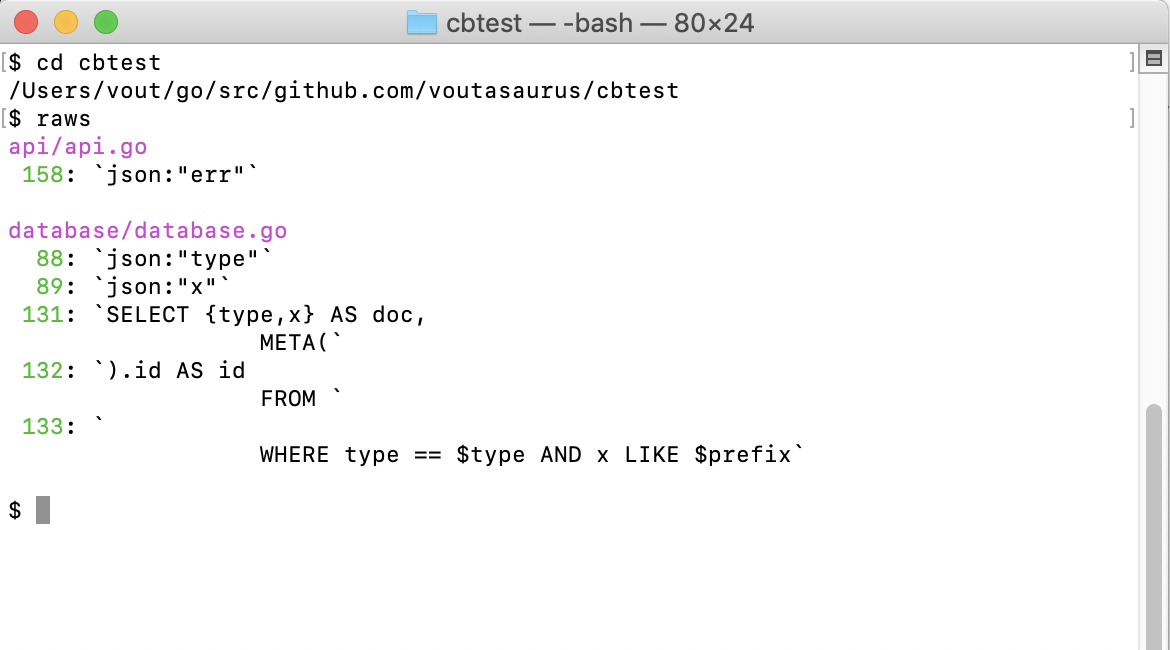 cbtest — -bash — 80×24
$ cd cbtest
/Users/vout/go/src/github.com/voutasaurus/cbtest
$ raws
api/api.go
158: `json:"err"`
database/database.go
88: `json:"type"`
89: `json:"x"`
131: `SELECT {type,x} AS doc,
META(`
132: `).id AS id
FROM `
133: `
WHERE type == $type AND x LIKE $prefix`
$